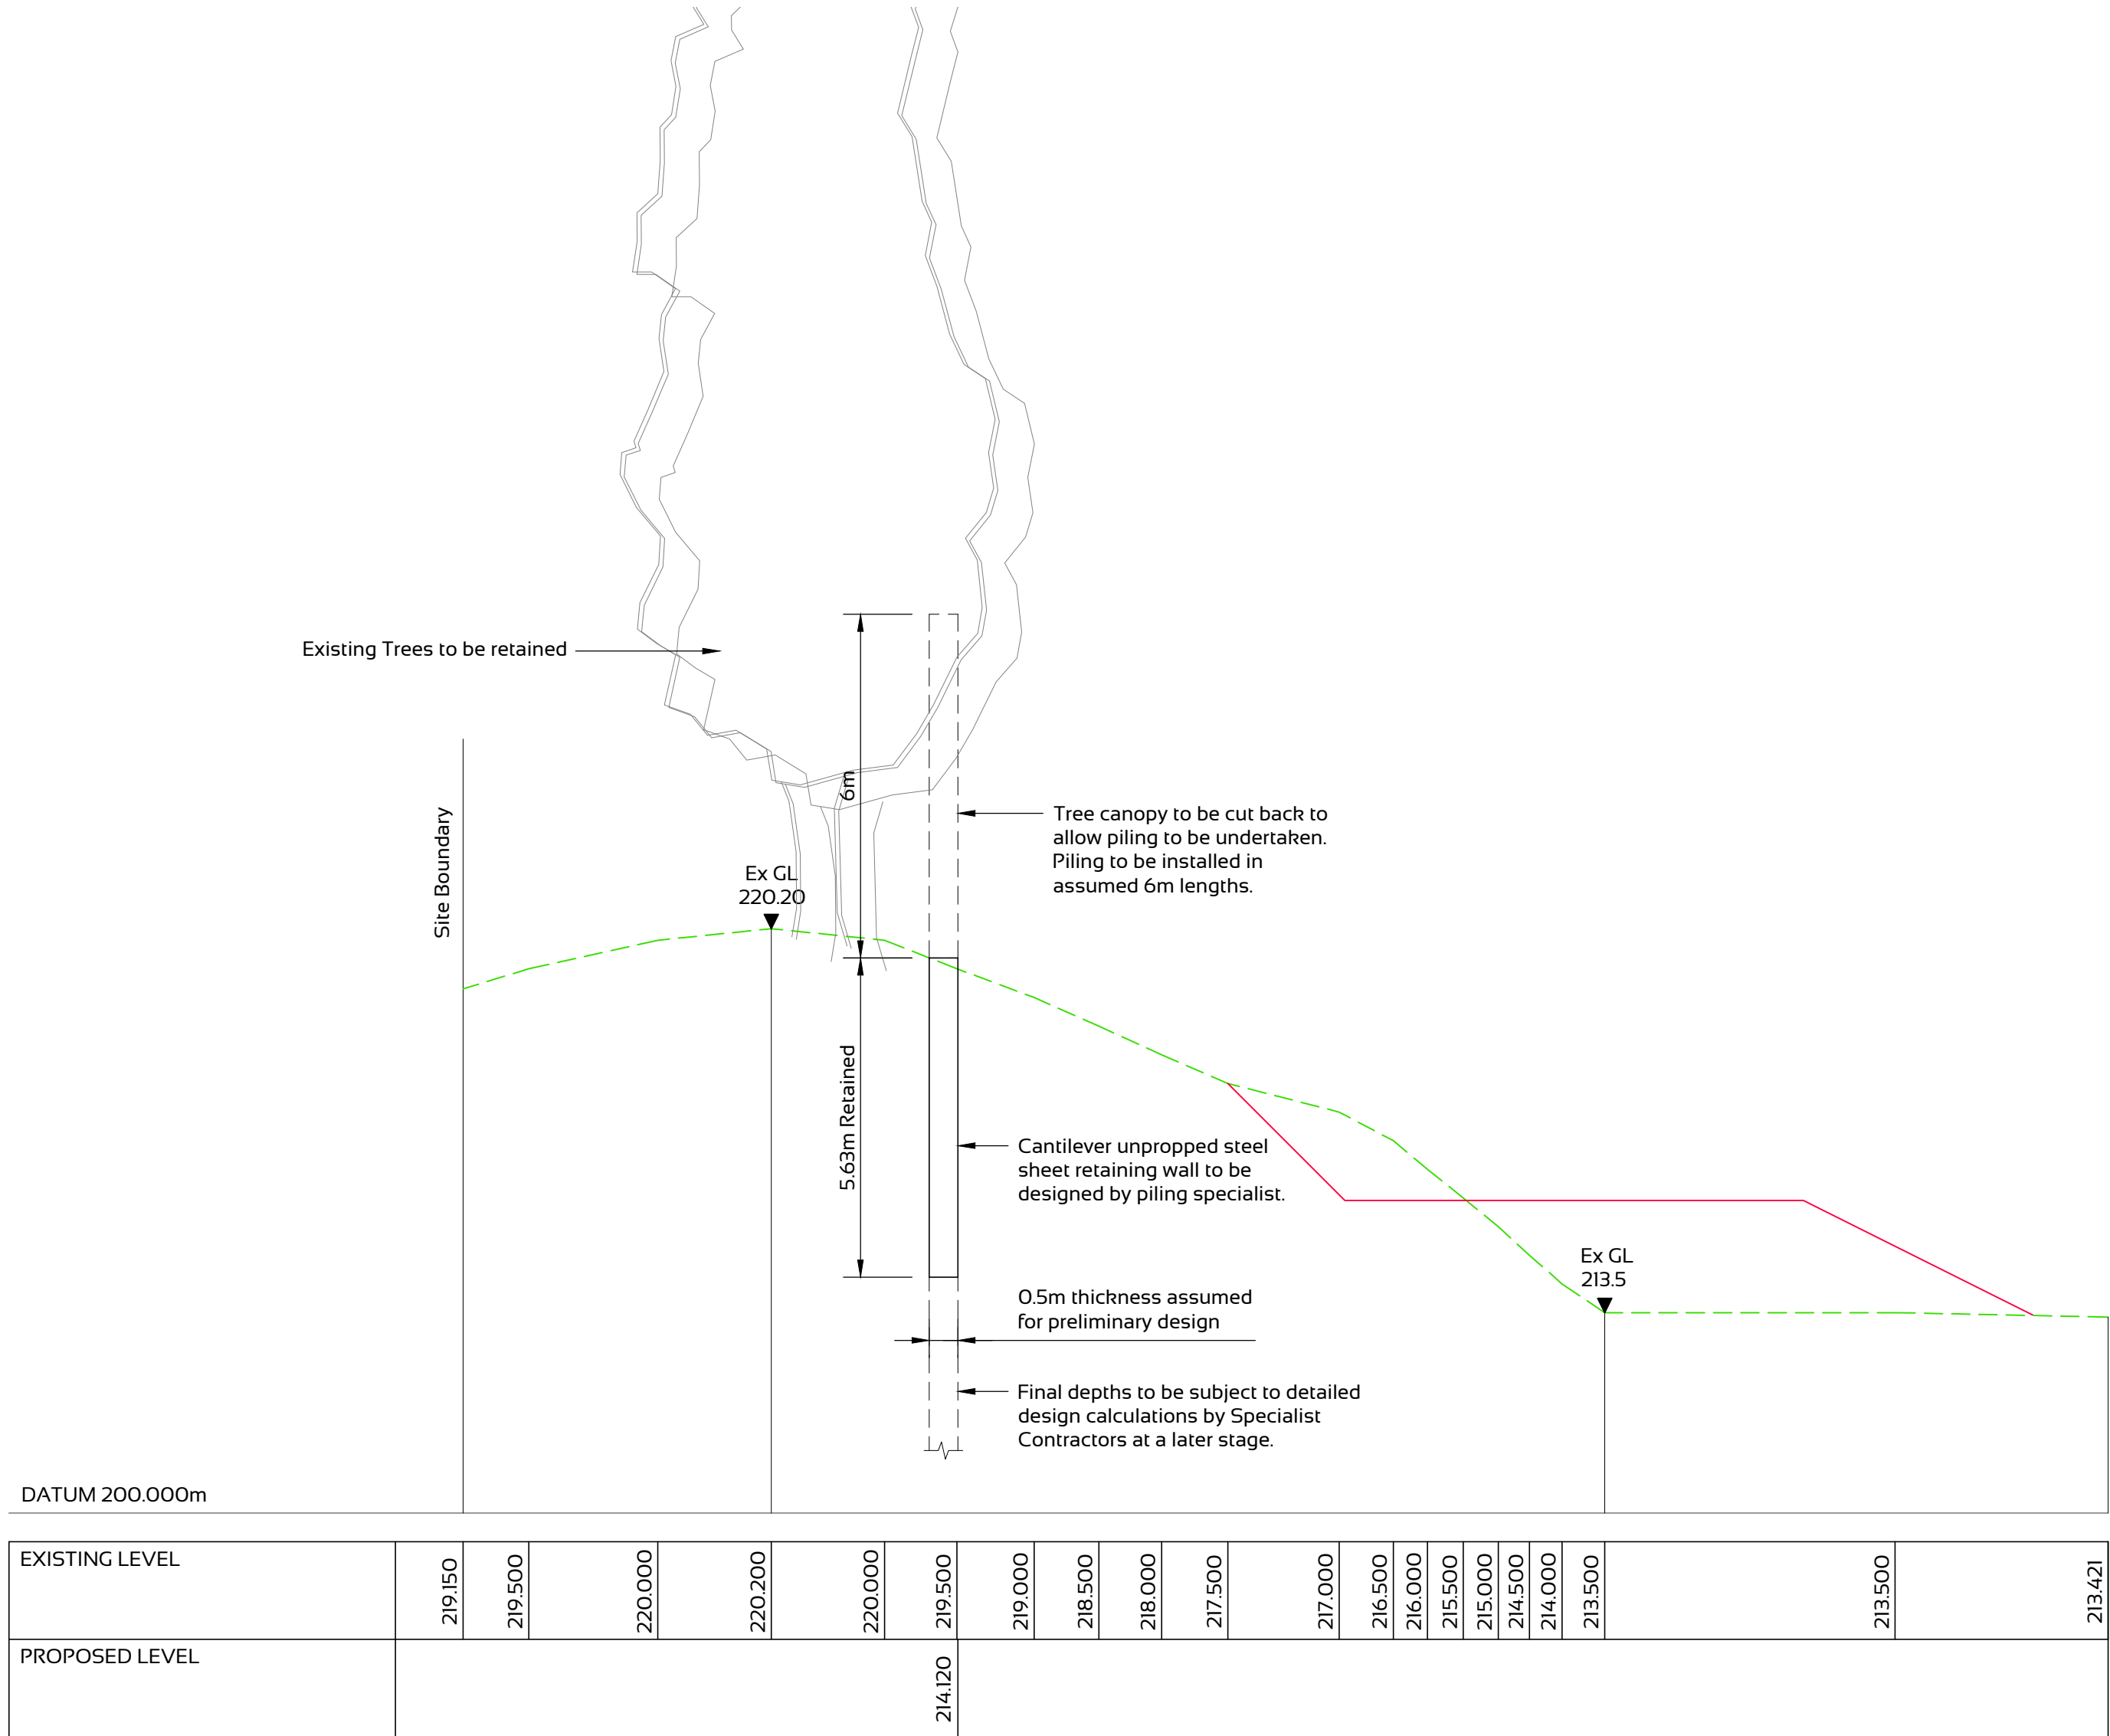 Existing Trees to be retained
6m
Site Boundary
Tree canopy to be cut back to
allow piling to be undertaken.
Piling to be installed in
assumed 6m lengths.
Ex GL
220.20
5.63m Retained
Cantilever unpropped steel
sheet retaining wall to be
designed by piling specialist.
Ex GL
213.5
0.5m thickness assumed
for preliminary design
Final depths to be subject to detailed
design calculations by Specialist
Contractors at a later stage.
DATUM 200.000m
EXISTING LEVEL 219.150 219.500 220.000 220.200 220.000 219.500 219.000 218.500 218.000 217.500 217.000 216.500 216.000 215.500 215.000 214.500 214.000 213.500 213.500 213.421
PROPOSED LEVEL 214.120